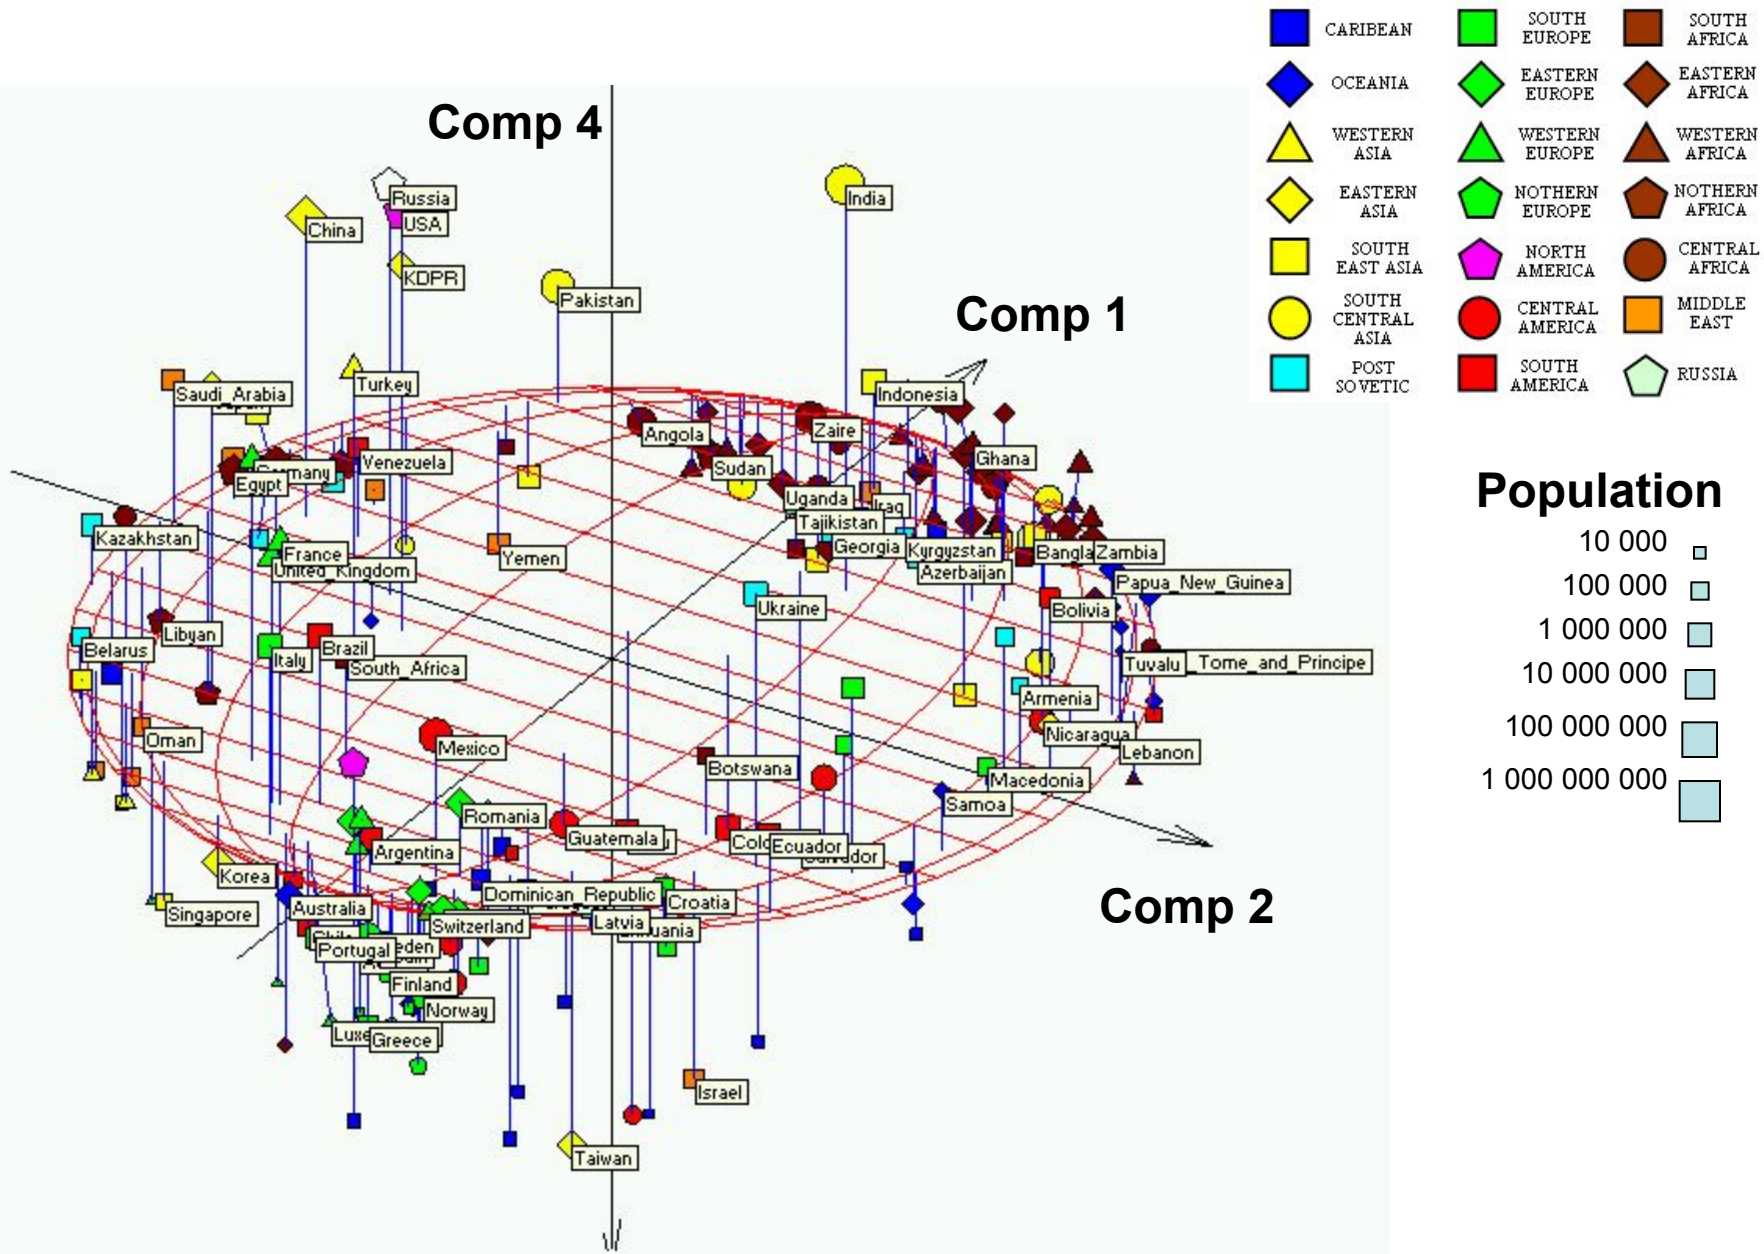 CARIBEAN
SOUTH
EUROPE
SOUTH
AFRICA
OCEANIA
EASTERN
EUROPE
EASTERN
AFRICA
WESTERN
ASIA
WESTERN
EUROPE
WESTERN
AFRICA
EASTERN
ASIA
NOTHERN
EUROPE
NOTHERN
AFRICA
SOUTH
EAST ASIA
NORTH
AMERICA
CENTRAL
AFRICA
SOUTH
CENTRAL
ASIA
CENTRAL
AMERICA
MIDDLE
EAST
POST
SOVETIC
SOUTH
AMERICA
RUSSIA
Comp 4
Comp 1
Comp 2
Russia
USA
China
KDPR
India
Pakistan
Turkey
Saudi_Arabia
Indonesia
Angola
Zaire
Venezuela
Egypt
Sudan
Ghana
Uganda
Iraq
Tajikistan
Kazakhstan
France
United_Kingdom
Yemen
Georgia
Kyrgyzstan
Bangla
Zambia
Azerbaijan
Papua_New_Guinea
Ukraine
Bolivia
Libyan
Belarus
Italy
Brazil
South_Africa
Tuvalu
_Tome_and_Principe
Armenia
Oman
Mexico
Nicaragua
Lebanon
Botswana
Macedonia
Samoa
Romania
Guatemala
Ecuador
Argentina
Korea
Singapore
Australia
Dominican_Republic
Croatia
Switzerland
Latvia
Portugal
Finland
Norway
Greece
Israel
Taiwan
Population
10 000
100 000
1 000 000
10 000 000
100 000 000
1 000 000 000